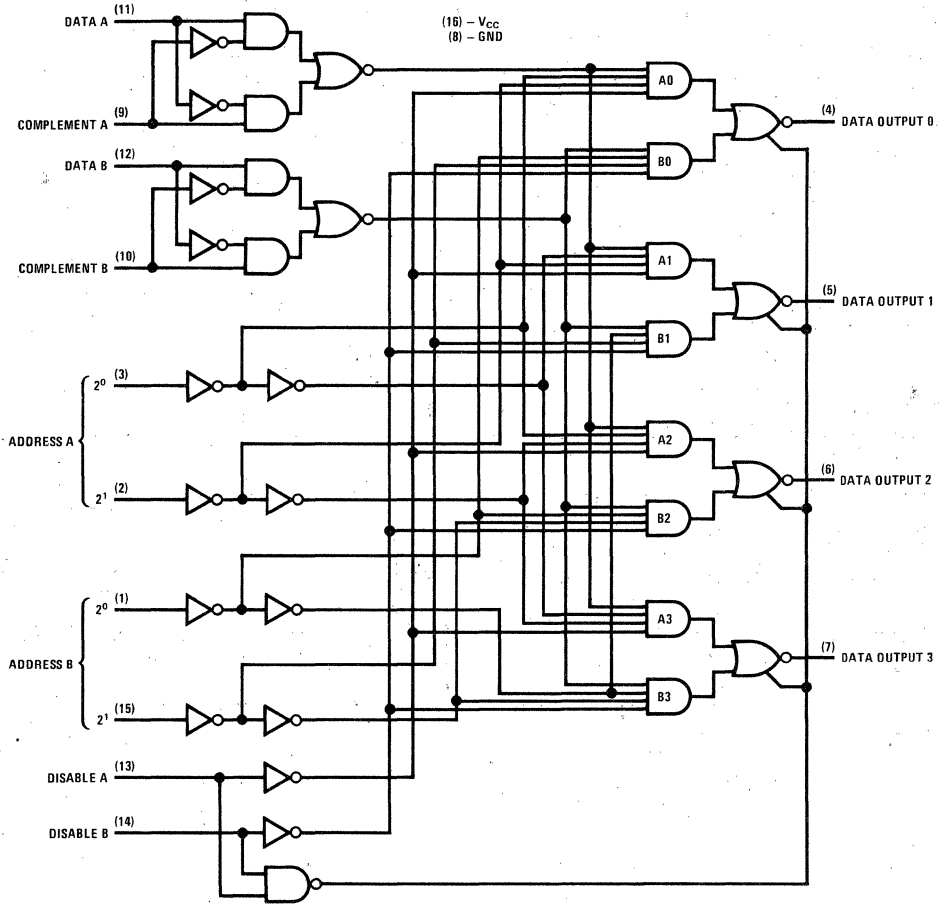 (11)
DATA A
(16) – VCC
(8) – GND
A0
(9)
COMPLEMENT A
(4)
DATA OUTPUT 0
(12)
DATA B
B0
(10)
COMPLEMENT B
A1
(5)
DATA OUTPUT 1
B1
2⁰ (3)
ADDRESS A
A2
(6)
DATA OUTPUT 2
2¹ (2)
B2
2⁰ (1)
A3
ADDRESS B
(7)
DATA OUTPUT 3
B3
2¹ (15)
DISABLE A (13)
DISABLE B (14)